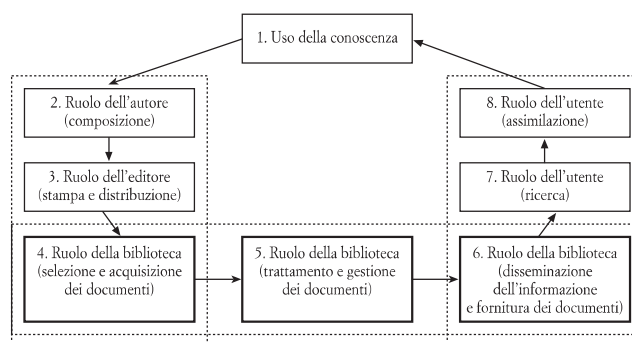 1. Uso della conoscenza
2. Ruolo dell'autore
(composizione)
3. Ruolo dell'editore
(stampa e distribuzione)
4. Ruolo della biblioteca
(selezione e acquisizione
dei documenti)
5. Ruolo della biblioteca
(trattamento e gestione
dei documenti)
6. Ruolo della biblioteca
(disseminazione
dell'informazione
e fornitura dei documenti)
7. Ruolo dell'utente
(ricerca)
8. Ruolo dell'utente
(assimilazione)